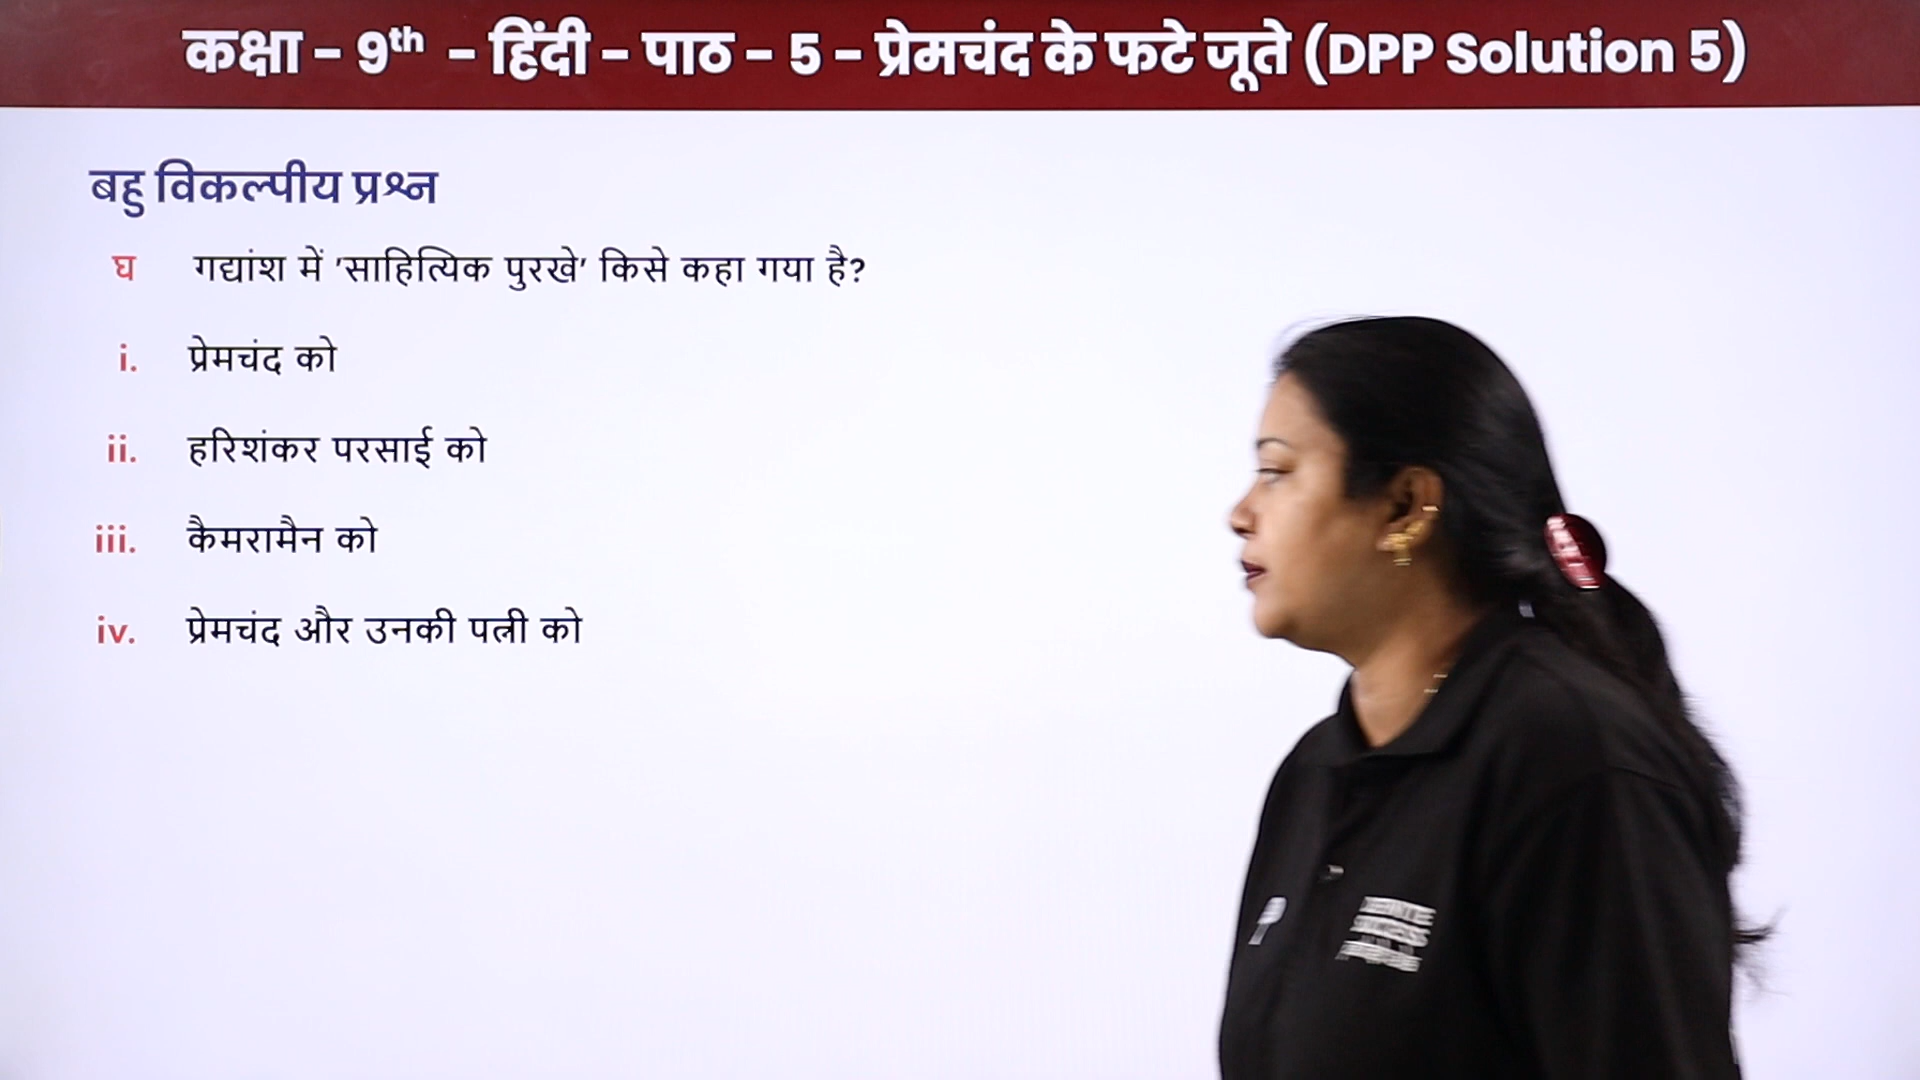 कक्षा – 9th – हिंदी – पाठ – 5 – प्रेमचंद के फटे जूते (DPP Solution 5)
बहु विकल्पीय प्रश्न
घ गद्यांश में 'साहित्यिक पुरखे' किसे कहा गया है?
i. प्रेमचंद को
ii. हरिशंकर परसाई को
iii. कैमरामैन को
iv. प्रेमचंद और उनकी पत्नी को